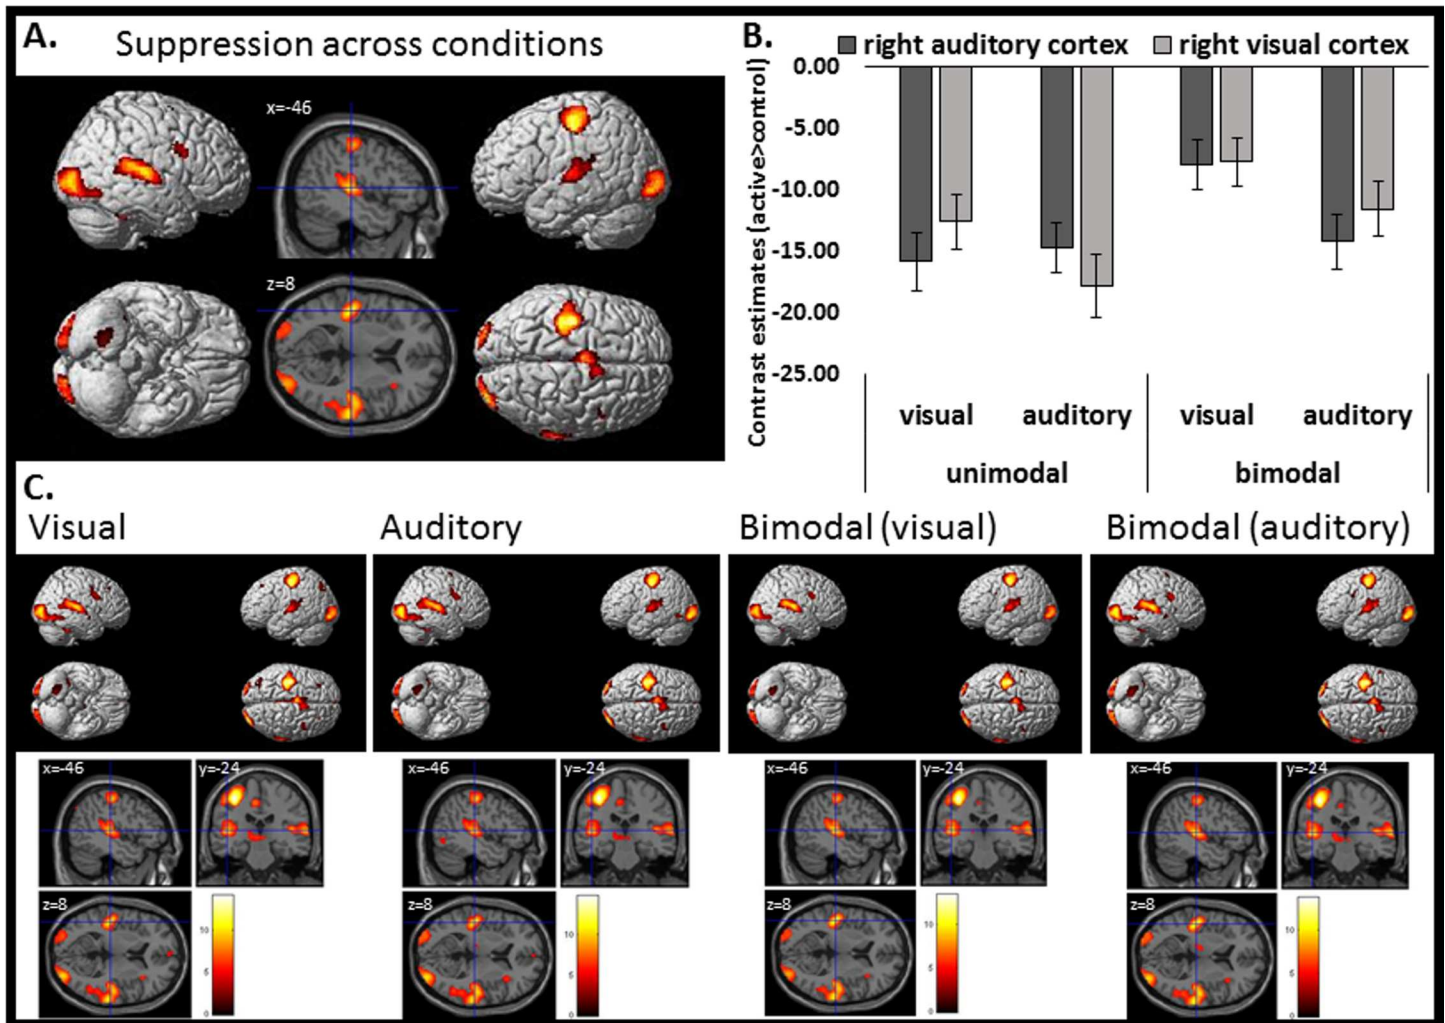 A.
Suppression across conditions
x=-46
z=8
B.
right auditory cortex right visual cortex
Contrast estimates (active>control)
0.00
-5.00
-10.00
-15.00
-20.00
-25.00
visual auditory visual auditory
unimodal bimodal
C.
Visual Auditory Bimodal (visual) Bimodal (auditory)
x=-46 y=-24 x=-46 y=-24 x=-46 y=-24 x=-46 y=-24
z=8 z=8 z=8 z=8
10 10 10 10
5 5 5 5
0 0 0 0